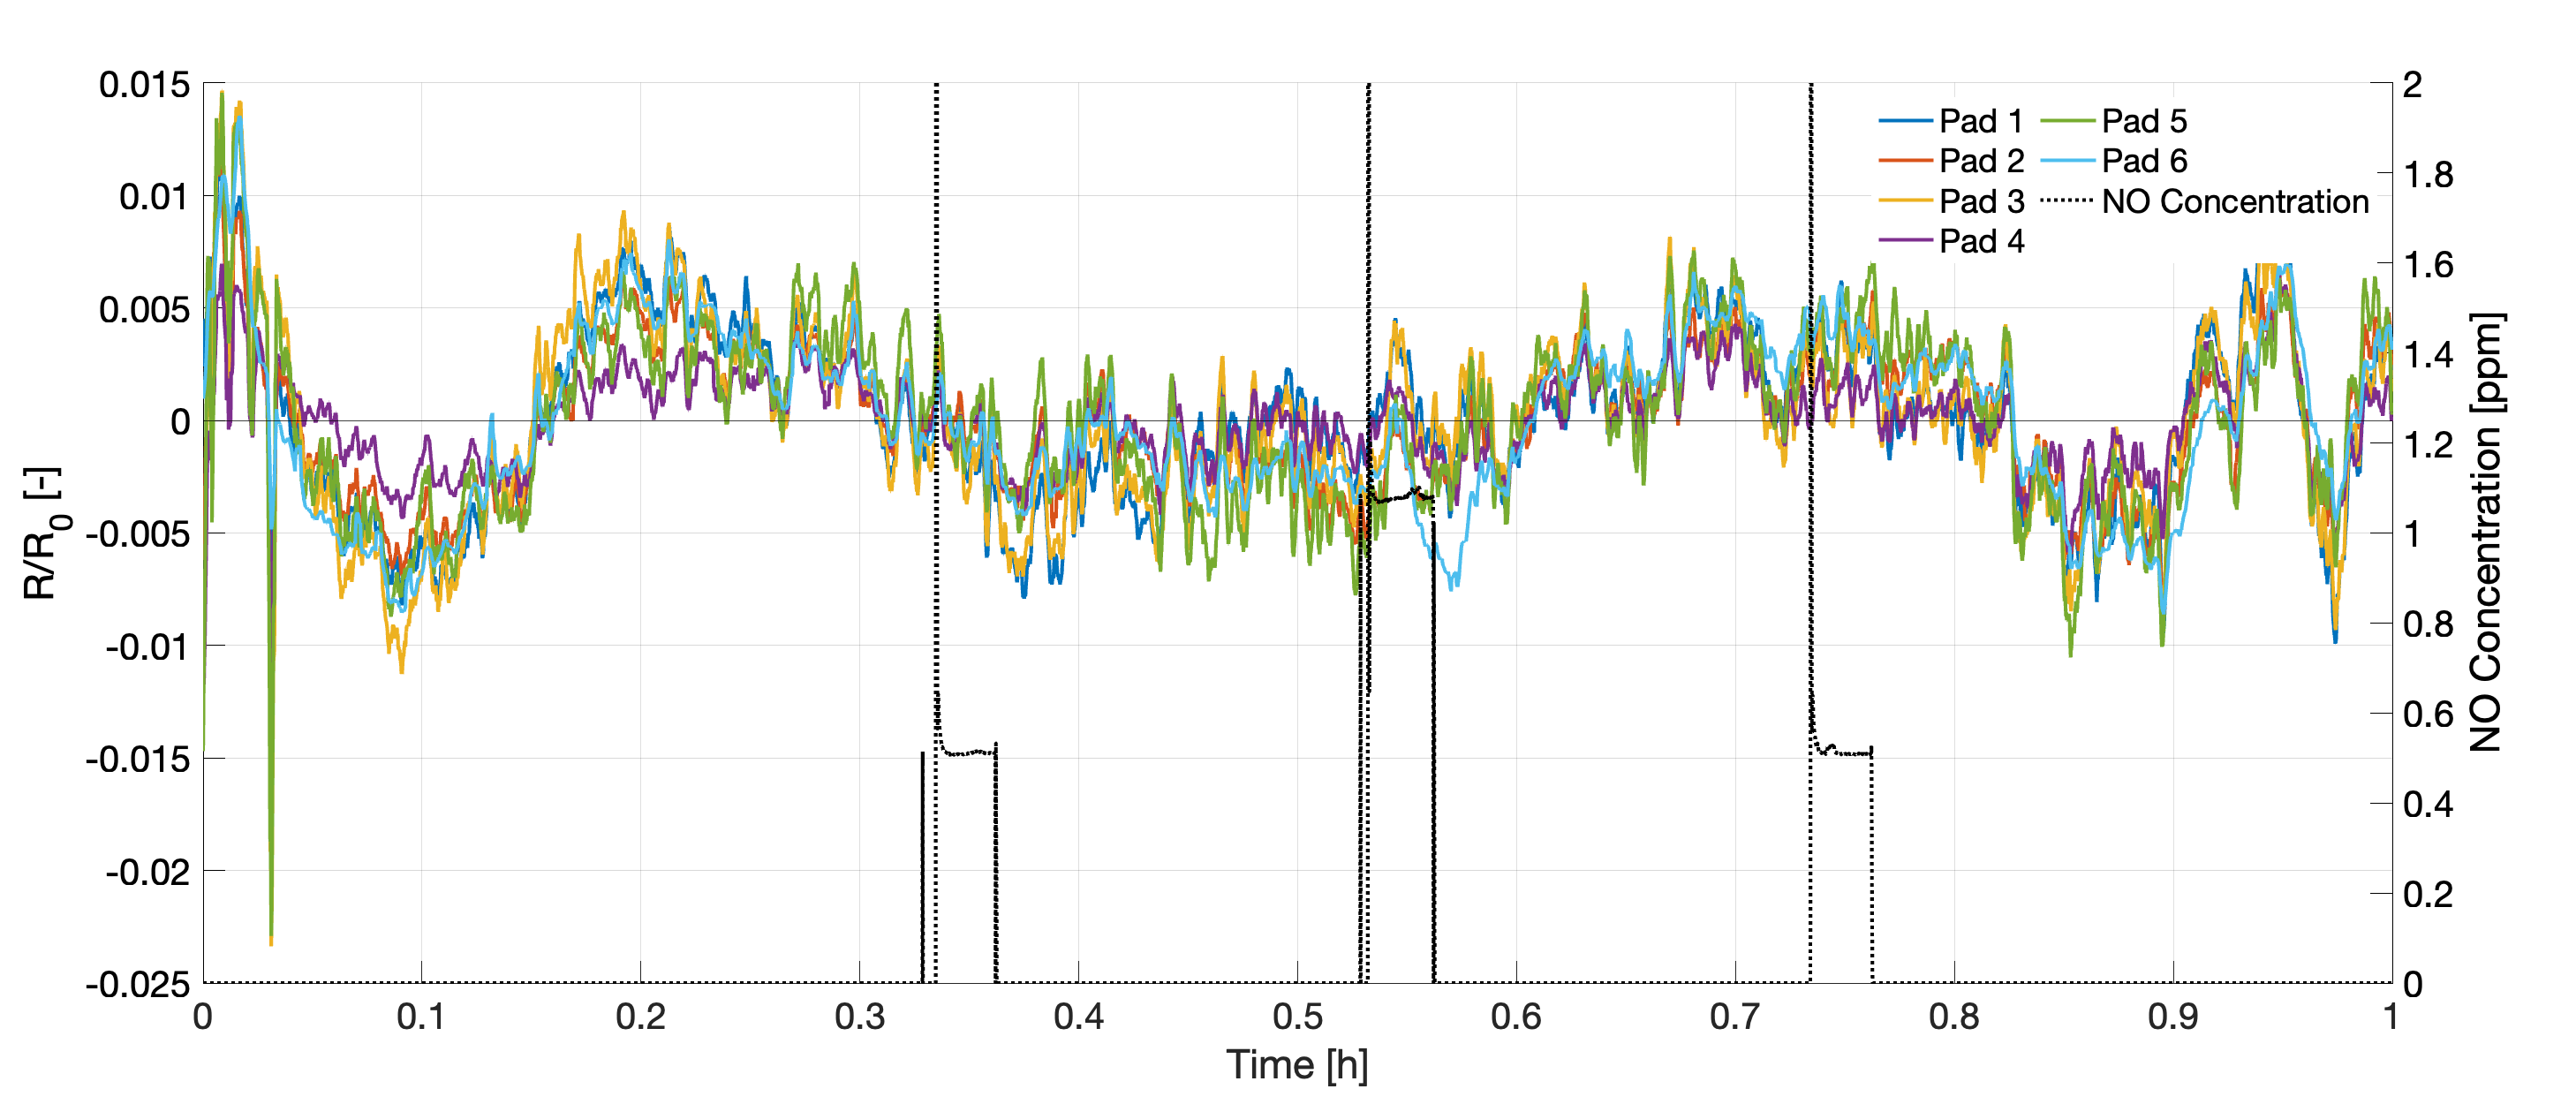 0.015
0.01
0.005
0
-0.005
-0.01
-0.015
-0.02
-0.025
R/R0 [-]
0 0.1 0.2 0.3 0.4 0.5 0.6 0.7 0.8 0.9 1
Time [h]
2
1.8
1.6
1.4
1.2
1
0.8
0.6
0.4
0.2
0
NO Concentration [ppm]
Pad 1 Pad 5
Pad 2 Pad 6
Pad 3 NO Concentration
Pad 4